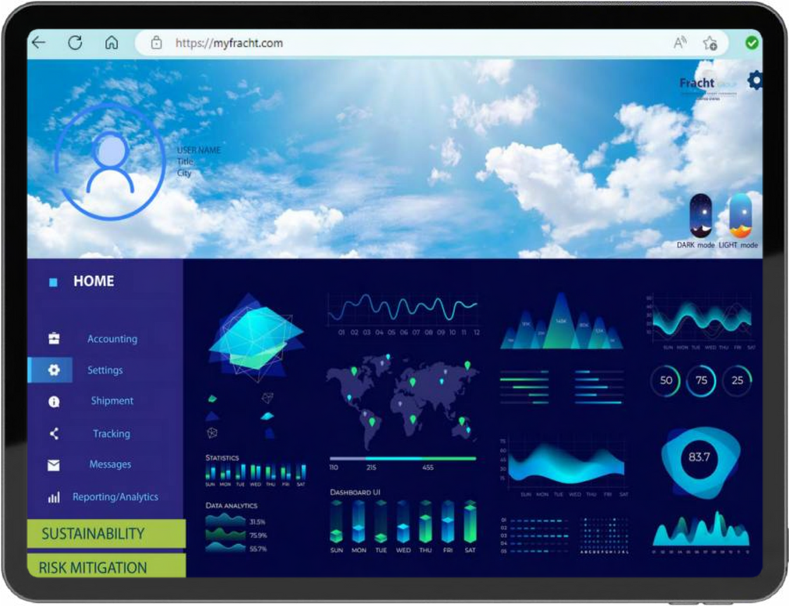 https://myfracht.com
Fracht GROUP
USER NAME
Title
City
DARK mode LIGHT mode
HOME
Accounting
Settings
Shipment
Tracking
Messages
Reporting/Analytics
SUSTAINABILITY
RISK MITIGATION
01 02 03 04 05 06 07 08 09 10 11 12
SUN MON TUE WED THU FRI SAT
50 75 25
110 215 455
STATISTICS
SUN MON TUE WED THU FRI SAT
DATA ANALYTICS
31.5%
75.9%
55.7%
DASHBOARD UI
SUN MON TUE WED THU FRI SAT
SUN MON TUE WED THU FRI SAT
83.7